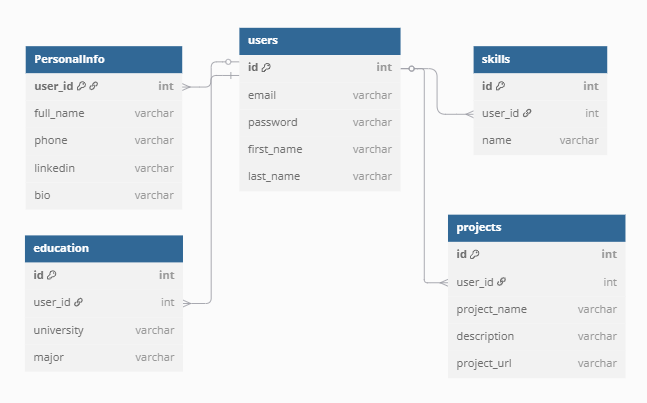 PersonalInfo
user_id int
full_name varchar
phone varchar
linkedin varchar
bio varchar
education
id int
user_id int
university varchar
major varchar
users
id int
email varchar
password varchar
first_name varchar
last_name varchar
skills
id int
user_id int
name varchar
projects
id int
user_id int
project_name varchar
description varchar
project_url varchar